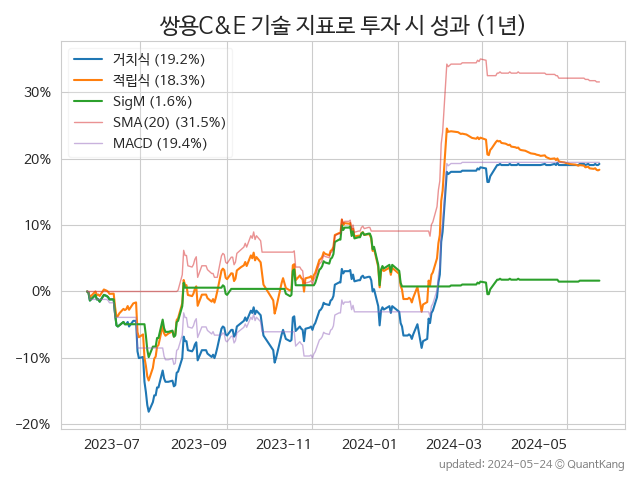 쌍용C&E 기술 지표로 투자 시 성과 (1년)
거치식 (19.2%)
적립식 (18.3%)
SigM (1.6%)
SMA(20) (31.5%)
MACD (19.4%)
30%
20%
10%
0%
−10%
−20%
2023-07
2023-09
2023-11
2024-01
2024-03
2024-05
updated: 2024-05-24 © QuantKang